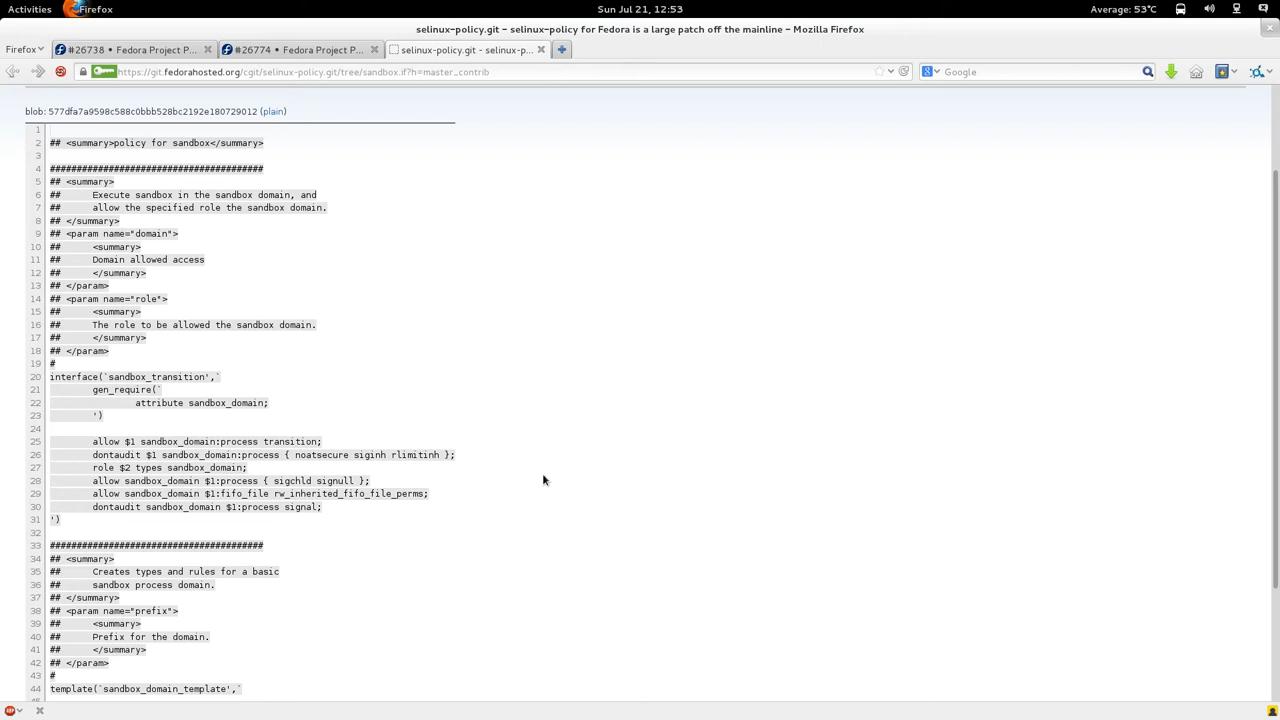 Activities Firefox Sun Jul 21, 12:53 Average: 53°C
selinux-policy.git - selinux-policy for Fedora is a large patch off the mainline - Mozilla Firefox
Firefox #26738 • Fedora Project P... #26774 • Fedora Project P... selinux-policy.git - selinux-p...
https://git.fedorahosted.org/cgit/selinux-policy.git/tree/sandbox.if?h=master_contrib Google
blob: 577dfa7a9598c588c0bbb528bc2192e180729012 (plain)
1
2 ## <summary>policy for sandbox</summary>
3
4 ########################################
5 ## <summary>
6 ## Execute sandbox in the sandbox domain, and
7 ## allow the specified role the sandbox domain.
8 ## </summary>
9 ## <param name="domain">
10 ## <summary>
11 ## Domain allowed access
12 ## </summary>
13 ## </param>
14 ## <param name="role">
15 ## <summary>
16 ## The role to be allowed the sandbox domain.
17 ## </summary>
18 ## </param>
19 #
20 interface(`sandbox_transition',`
21 gen_require(`
22 attribute sandbox_domain;
23 ')
24
25 allow $1 sandbox_domain:process transition;
26 dontaudit $1 sandbox_domain:process { noatsecure siginh rlimitinh };
27 role $2 types sandbox_domain;
28 allow sandbox_domain $1:process { sigchld signull };
29 allow sandbox_domain $1:fifo_file rw_inherited_fifo_file_perms;
30 dontaudit sandbox_domain $1:process signal;
31 ')
32
33 ########################################
34 ## <summary>
35 ## Creates types and rules for a basic
36 ## sandbox process domain.
37 ## </summary>
38 ## <param name="prefix">
39 ## <summary>
40 ## Prefix for the domain.
41 ## </summary>
42 ## </param>
43 #
44 template(`sandbox_domain_template',`